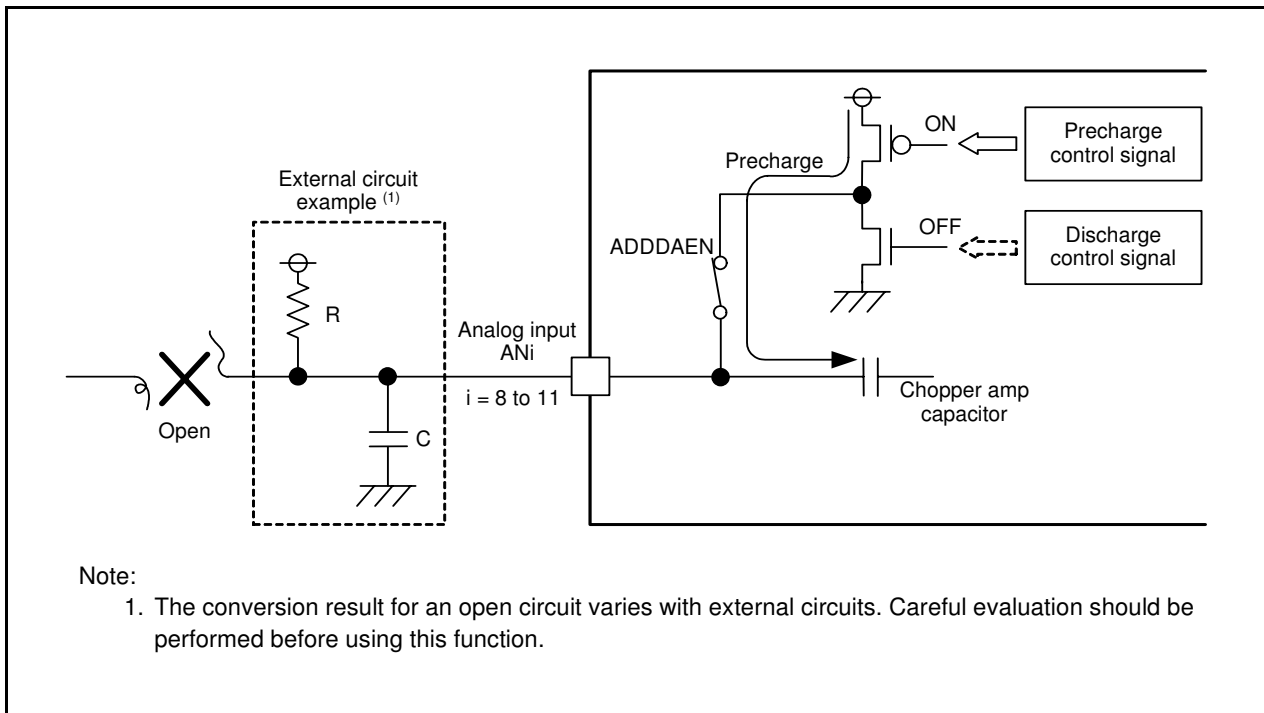 External circuit
example (1)
R
C
Open
Analog input
ANi
i = 8 to 11
ADDDAEN
Precharge
ON
OFF
Precharge
control signal
Discharge
control signal
Chopper amp
capacitor
Note:
1. The conversion result for an open circuit varies with external circuits. Careful evaluation should be
performed before using this function.